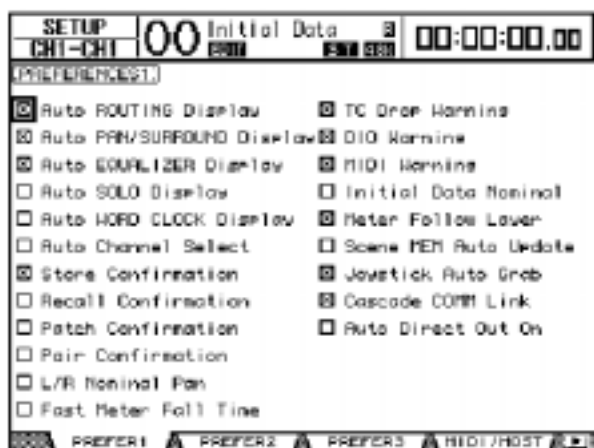 SETUP
CH1-CH1
00 Initial Data
EDIT
00:00:00.00
PREFERENCES1
Auto ROUTING Display
Auto PAN/SURROUND Display
Auto EQUALIZER Display
Auto SOLO Display
Auto WORD CLOCK Display
Auto Channel Select
Store Confirmation
Recall Confirmation
Patch Confirmation
Pair Confirmation
L/R Nominal Pan
Fast Meter Fall Time
TC Drop Warning
DIO Warning
MIDI Warning
Initial Data Nominal
Meter Follow Layer
Scene MEM Auto Update
Joystick Auto Grab
Cascade COMM Link
Auto Direct Out On
PREFER1
PREFER2
PREFER3
MIDI/HOST